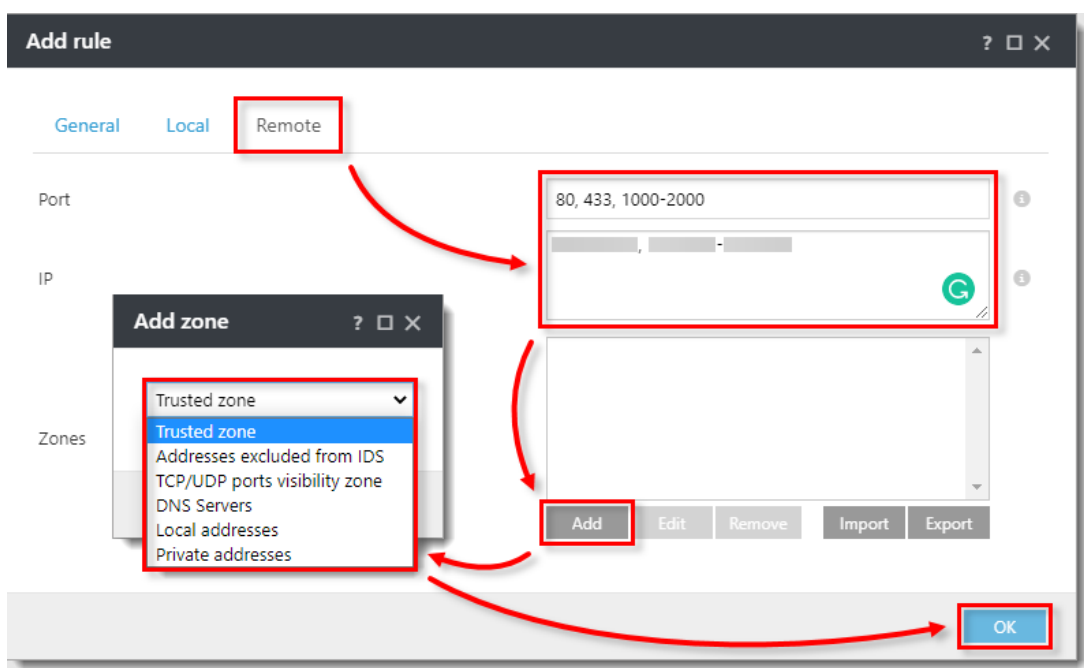 Add rule
General Local Remote
Port
80, 433, 1000-2000
, -
IP
Add zone
Trusted zone
Zones
Trusted zone
Addresses excluded from IDS
TCP/UDP ports visibility zone
DNS Servers
Local addresses
Private addresses
Add Edit Remove Import Export
OK